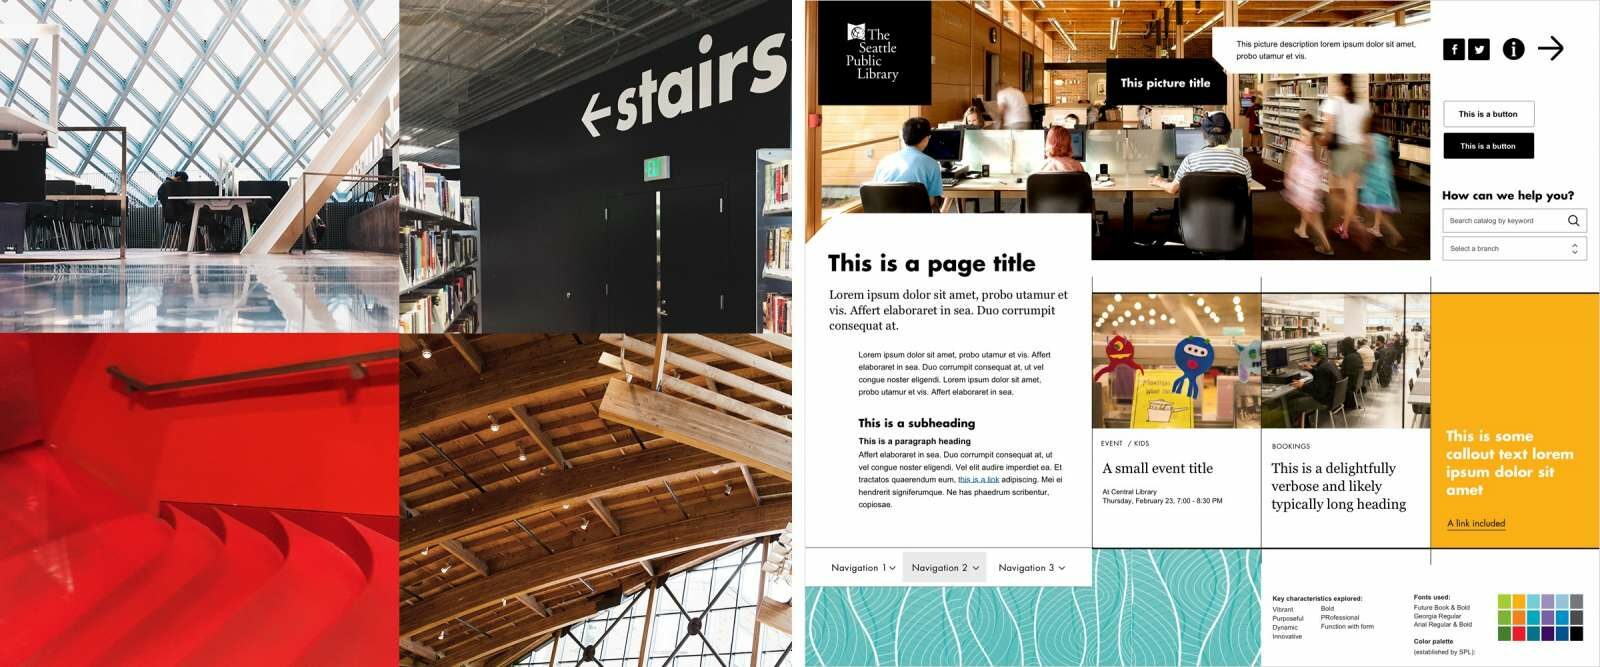 ←stairs
The
Seattle
Public
Library
This picture description lorem ipsum dolor sit amet,
probo utamur et vis.
This picture title
This is a button
This is a button
How can we help you?
Search catalog by keyword
Select a branch
This is a page title
Lorem ipsum dolor sit amet, probo utamur et
vis. Affert elaboraret in sea. Duo corrumpit
consequat at.
Lorem ipsum dolor sit amet, probo utamur et vis. Affert
elaboraret in sea. Duo corrumpit consequat at, ut vel
congue noster eligendi. Lorem ipsum dolor sit amet,
probo utamur et vis. Affert elaboraret in sea.
This is a subheading
This is a paragraph heading
Affert elaboraret in sea. Duo corrumpit consequat at, ut
vel congue noster eligendi. Vel elit audire imperdiet ea. Et
tractatos quaerendum eum, this is a link adipiscing. Mei ei
hendrerit signiferumque. Ne has phaedrum scribentur,
copiosae.
EVENT / KIDS
A small event title
At Central Library
Thursday, February 23, 7:00 - 8:30 PM
BOOKINGS
This is a delightfully
verbose and likely
typically long heading
This is some
callout text lorem
ipsum dolor sit
amet
A link included
Navigation 1
Navigation 2
Navigation 3
Key characteristics explored:
Vibrant
Purposeful
Dynamic
Innovative
Bold
PRofessional
Function with form
Fonts used:
Future Book & Bold
Georgia Regular
Arial Regular & Bold
Color palette
(established by SPL):